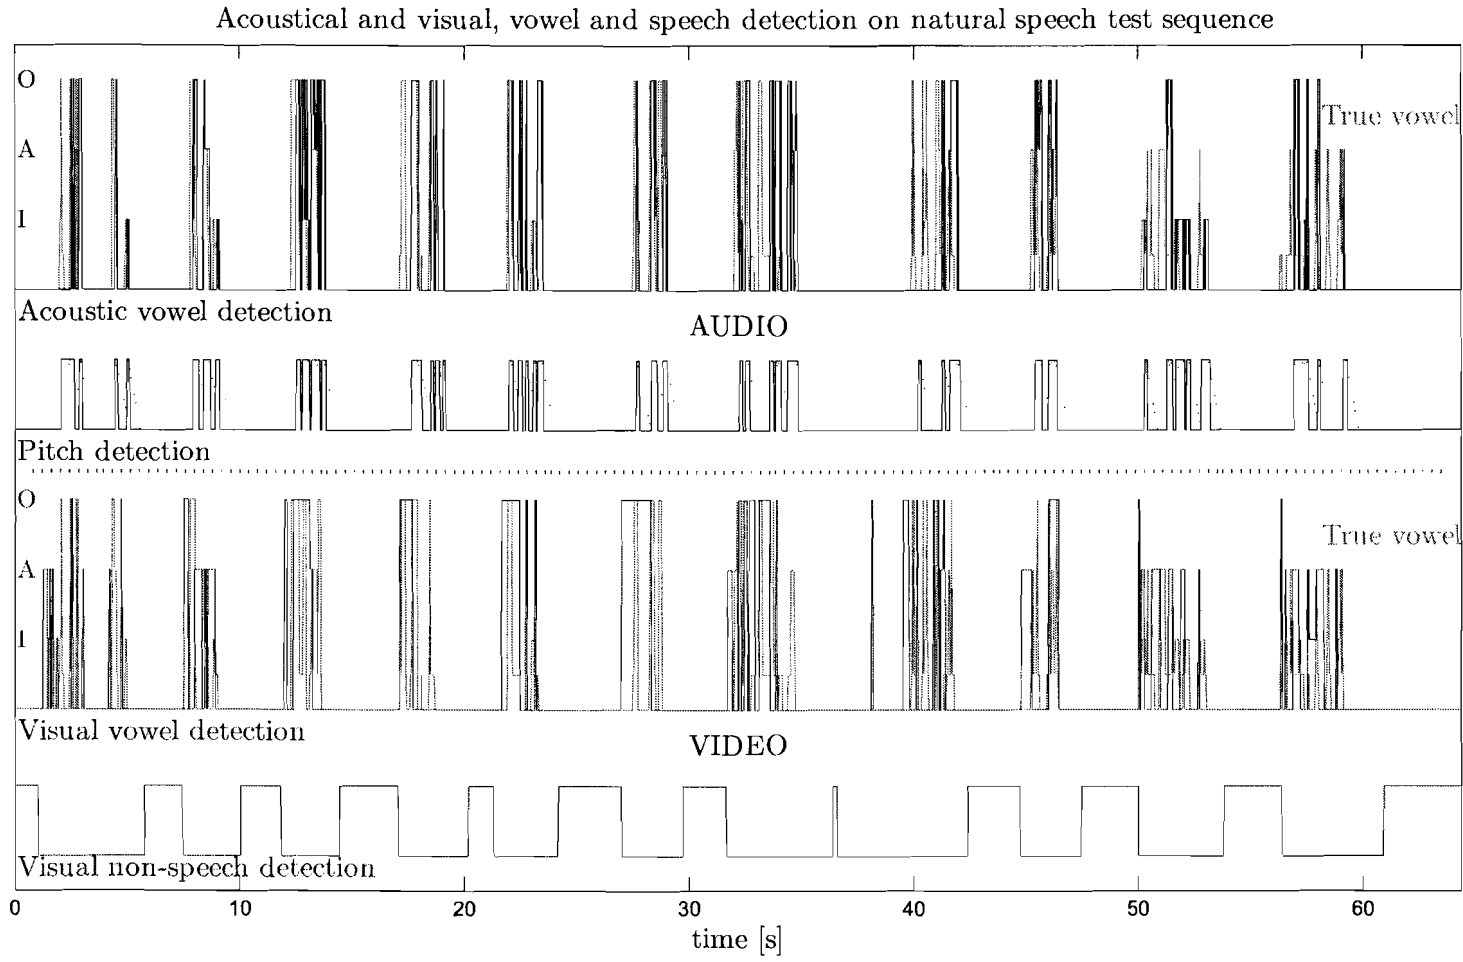 Acoustical and visual, vowel and speech detection on natural speech test sequence
O
True vowel
A
I
Acoustic vowel detection
AUDIO
Pitch detection
O
True vowel
A
I
Visual vowel detection
VIDEO
Visual non-speech detection
0 10 20 30 40 50 60
time [s]